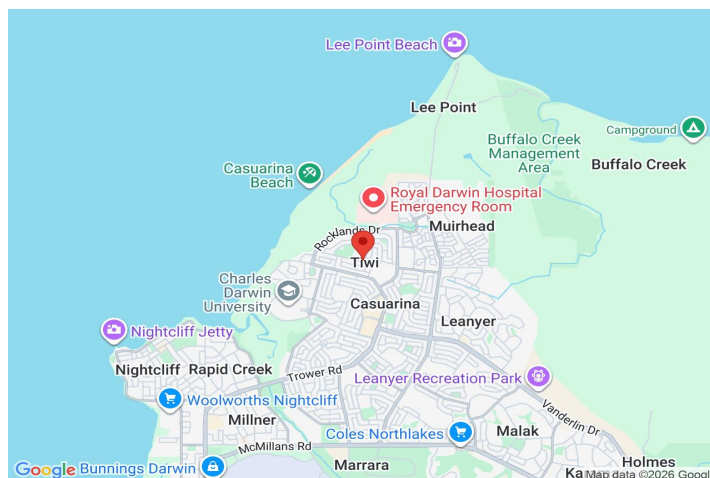 Lee Point Beach
Lee Point
Buffalo Creek
Management
Area
Campground
Buffalo Creek
Casuarina
Beach
Royal Darwin Hospital
Emergency Room
Muirhead
Rocklands Dr
Tiwi
Charles
Darwin
University
Casuarina
Leanyer
Nightcliff Jetty
Nightcliff
Rapid Creek
Trower Rd
Leanyer Recreation Park
Woolworths Nightcliff
Millner
Vanderlin Dr
Coles Northlakes
Malak
McMillans Rd
Marrara
Holmes
Google
Bunnings Darwin
Ka
Map data ©2026 Googl